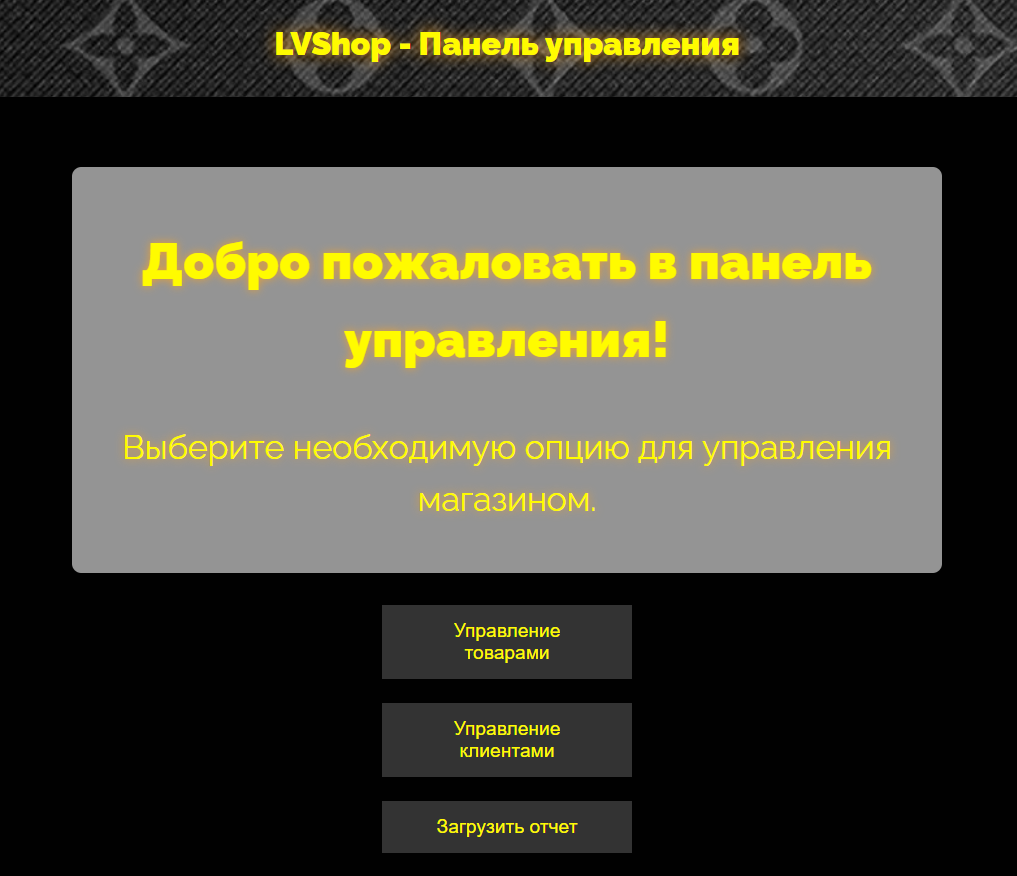 LVShop - Панель управления
Добро пожаловать в панель
управления!
Выберите необходимую опцию для управления
магазином.
Управление
товарами
Управление
клиентами
Загрузить отчет